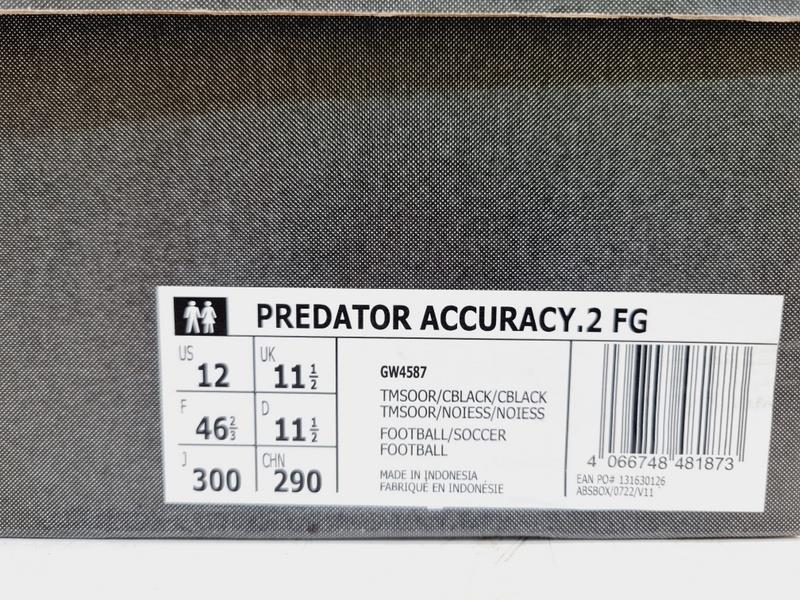 PREDATOR ACCURACY.2 FG
US 12 UK 11 1/2
F 46 2/3 D 11 1/2
J 300 CHN 290
GW4587
TMSOOR/CBLACK/CBLACK
TMSOOR/NOIESS/NOIESS
FOOTBALL/SOCCER
FOOTBALL
MADE IN INDONESIA
FABRIQUÉ EN INDONÉSIE
4 066748 481873
EAN PO# 131630126
ABSBOX/0722/V11